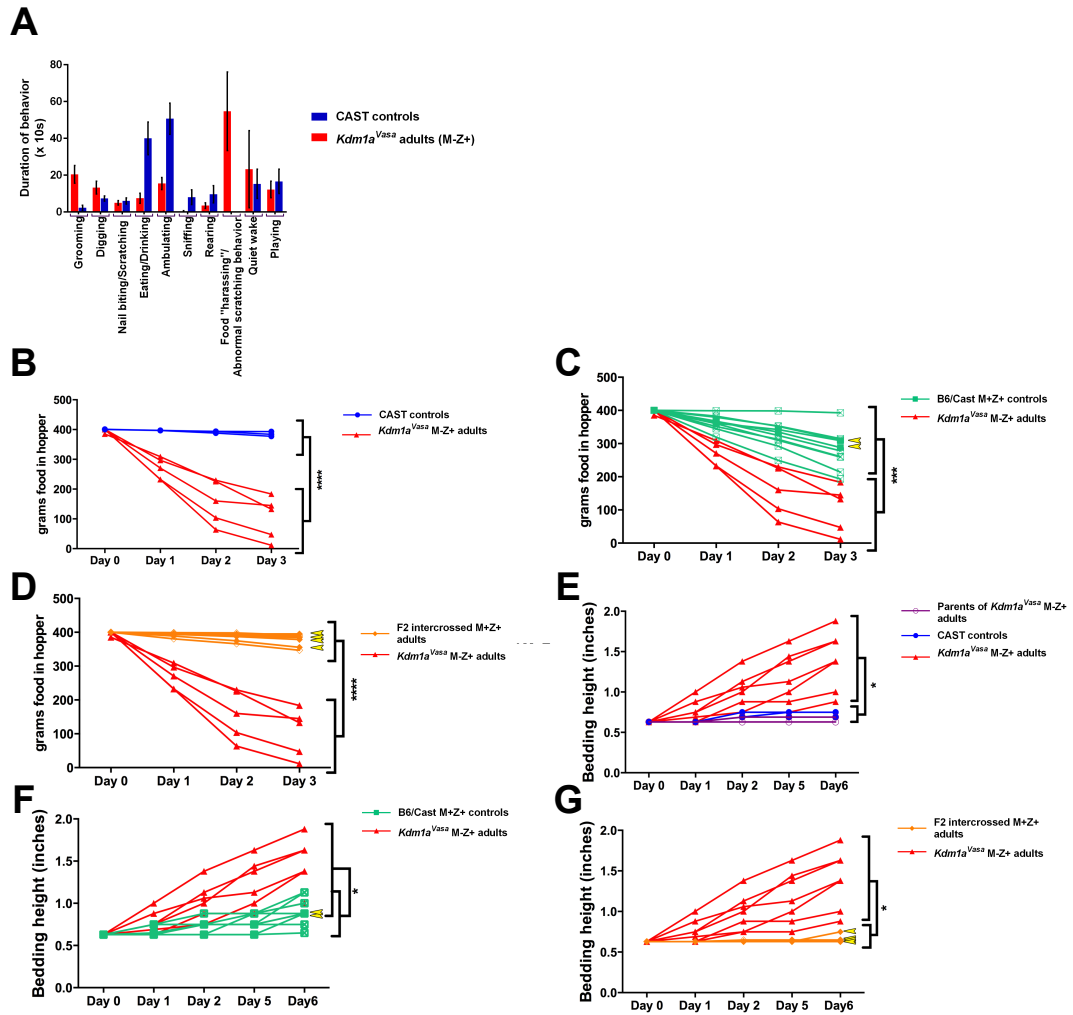 A
Duration of behavior
(x 10s)
80
60
40
20
0
Grooming
Digging
Nail biting/Scratching
Eating/Drinking
Ambulating
Sniffing
Rearing
Food "harassing"/
Abnormal scratching behavior
Quiet wake
Playing
CAST controls
Kdm1aVasa adults (M-Z+)
B
grams food in hopper
500
400
300
200
100
0
Day 0 Day 1 Day 2 Day 3
CAST controls
Kdm1aVasa M-Z+ adults
****
C
grams food in hopper
500
400
300
200
100
0
Day 0 Day 1 Day 2 Day 3
B6/Cast M+Z+ controls
Kdm1aVasa M-Z+ adults
***
D
grams food in hopper
500
400
300
200
100
0
Day 0 Day 1 Day 2 Day 3
F2 intercrossed M+Z+
adults
Kdm1aVasa M-Z+ adults
****
E
Bedding height (inches)
2.0
1.5
1.0
0.5
0.0
Day 0 Day 1 Day 2 Day 5 Day6
Parents of Kdm1aVasa M-Z+
adults
CAST controls
Kdm1aVasa M-Z+ adults
*
F
Bedding height (inches)
2.0
1.5
1.0
0.5
0.0
Day 0 Day 1 Day 2 Day 5 Day6
B6/Cast M+Z+ controls
Kdm1aVasa M-Z+ adults
*
G
Bedding height (inches)
2.0
1.5
1.0
0.5
0.0
Day 0 Day 1 Day 2 Day 5 Day6
F2 intercrossed M+Z+
adults
Kdm1aVasa M-Z+ adults
*